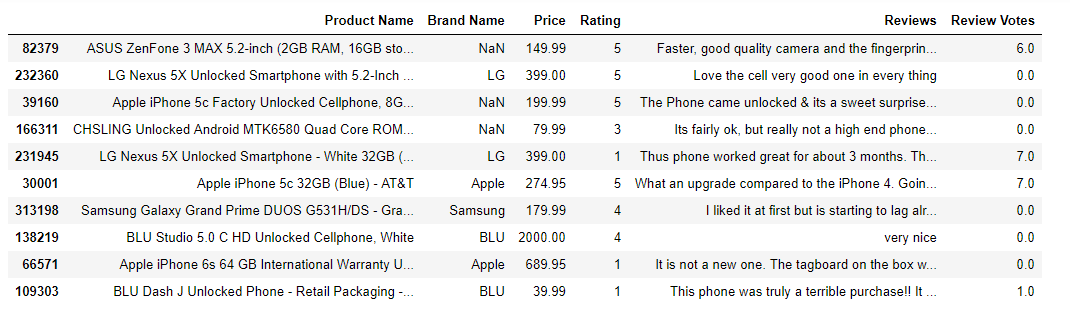 Product Name Brand Name Price Rating Reviews Review Votes
82379 ASUS ZenFone 3 MAX 5.2-inch (2GB RAM, 16GB sto... NaN 149.99 5 Faster, good quality camera and the fingerprin... 6.0
232360 LG Nexus 5X Unlocked Smartphone with 5.2-Inch ... LG 399.00 5 Love the cell very good one in every thing 0.0
39160 Apple iPhone 5c Factory Unlocked Cellphone, 8G... NaN 199.99 5 The Phone came unlocked & its a sweet surprise... 0.0
166311 CHSLING Unlocked Android MTK6580 Quad Core ROM... NaN 79.99 3 Its fairly ok, but really not a high end phone... 0.0
231945 LG Nexus 5X Unlocked Smartphone - White 32GB (... LG 399.00 1 Thus phone worked great for about 3 months. Th... 7.0
30001 Apple iPhone 5c 32GB (Blue) - AT&T Apple 274.95 5 What an upgrade compared to the iPhone 4. Goin... 7.0
313198 Samsung Galaxy Grand Prime DUOS G531H/DS - Gra... Samsung 179.99 4 I liked it at first but is starting to lag alr... 0.0
138219 BLU Studio 5.0 C HD Unlocked Cellphone, White BLU 2000.00 4 very nice 0.0
66571 Apple iPhone 6s 64 GB International Warranty U... Apple 689.95 1 It is not a new one. The tagboard on the box w... 0.0
109303 BLU Dash J Unlocked Phone - Retail Packaging -... BLU 39.99 1 This phone was truly a terrible purchase!! It ... 1.0